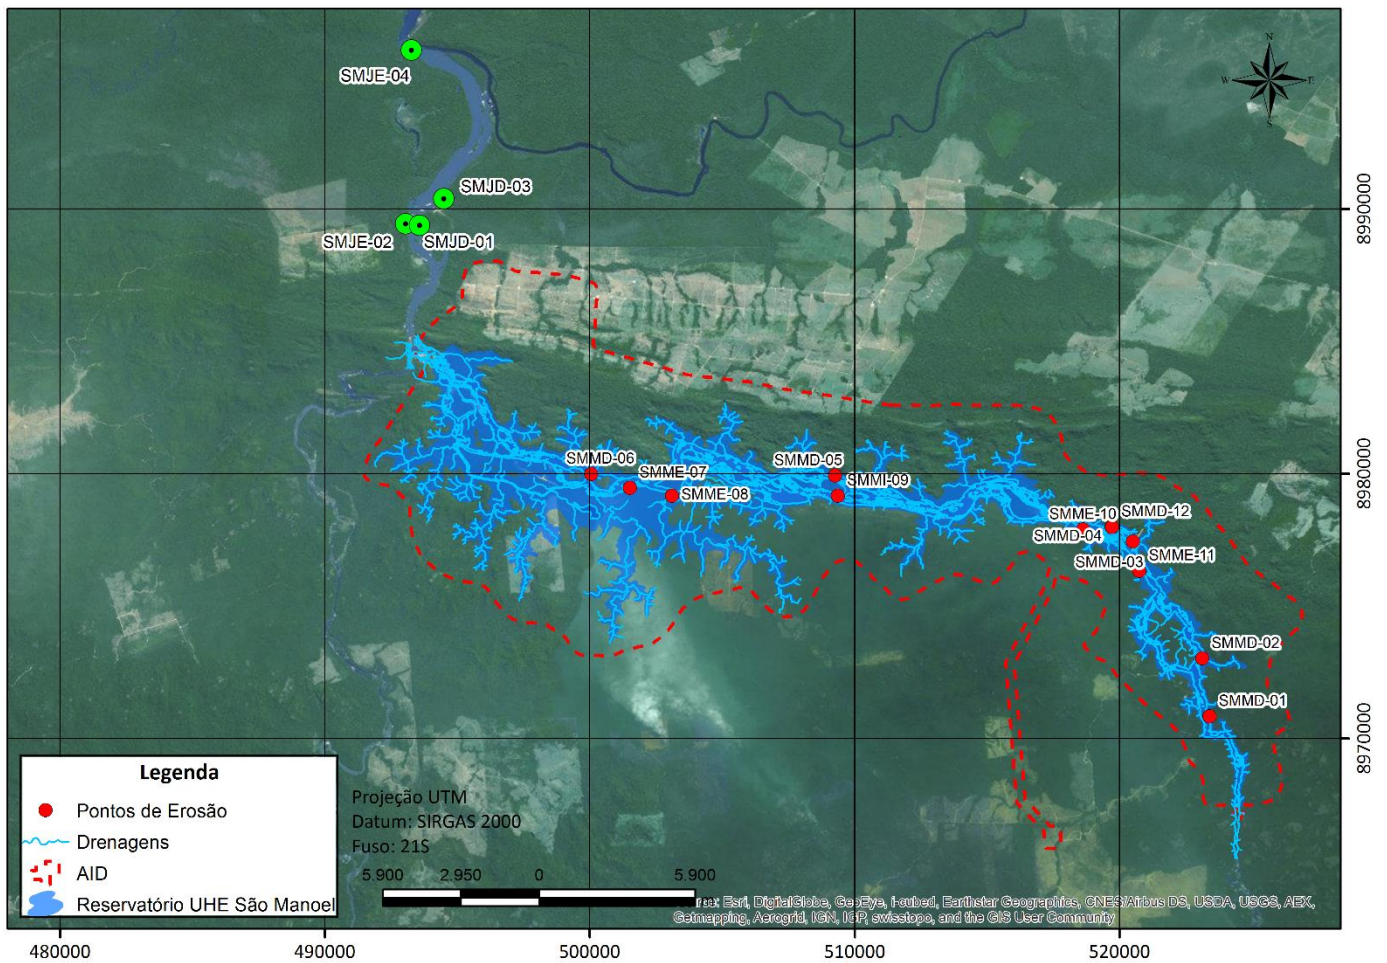 N
W
E
S
SMJE-04
SMJD-03
SMJE-02
SMJD-01
8990000
SMMD-06
SMME-07
SMMD-05
SMMI-09
SMME-08
8980000
SMME-10
SMMD-12
SMMD-04
SMMD-03
SMME-11
SMMD-02
SMMD-01
8970000
Legenda
Pontos de Erosão
Drenagens
AID
Reservatório UHE São Manoel
Projeção UTM
Datum: SIRGAS 2000
Fuso: 21S
5.900 2.950 0 5.900
Esri, DigitalGlobe, GeoEye, i-cubed, Earthstar Geographics, CNES/Airbus DS, USDA, USGS, AEX,
Getmapping, Aerogrid, IGN, IGP, swisstopo, and the GIS User Community
480000 490000 500000 510000 520000